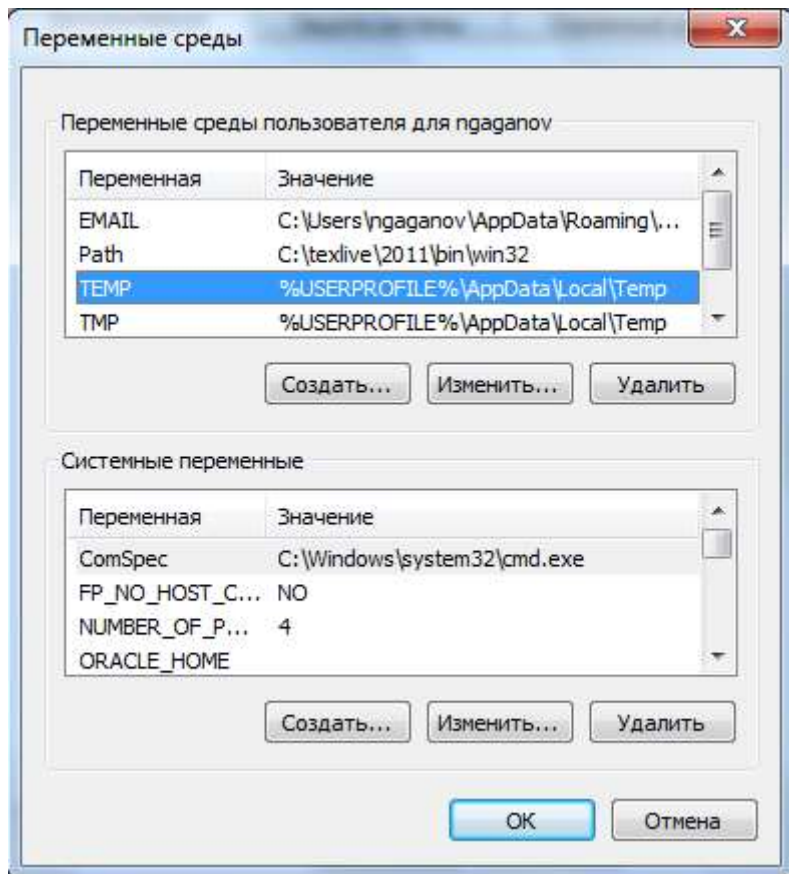 Переменные среды
Переменные среды пользователя для ngaganov
Переменная Значение
EMAIL C:\Users\ngaganov\AppData\Roaming\...
Path C:\texlive\2011\bin\win32
TEMP %USERPROFILE%\AppData\Local\Temp
TMP %USERPROFILE%\AppData\Local\Temp
Создать... Изменить... Удалить
Системные переменные
Переменная Значение
ComSpec C:\Windows\system32\cmd.exe
FP_NO_HOST_C... NO
NUMBER_OF_P... 4
ORACLE_HOME
Создать... Изменить... Удалить
ОК Отмена